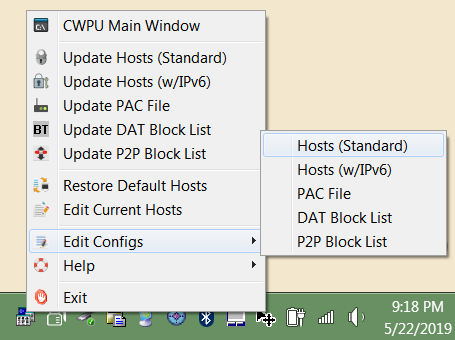 CWPU Main Window
Update Hosts (Standard)
Update Hosts (w/IPv6)
Update PAC File
BT Update DAT Block List
Update P2P Block List
Restore Default Hosts
Edit Current Hosts
Edit Configs
Help
Exit
Hosts (Standard)
Hosts (w/IPv6)
PAC File
DAT Block List
P2P Block List
9:18 PM
5/22/2019